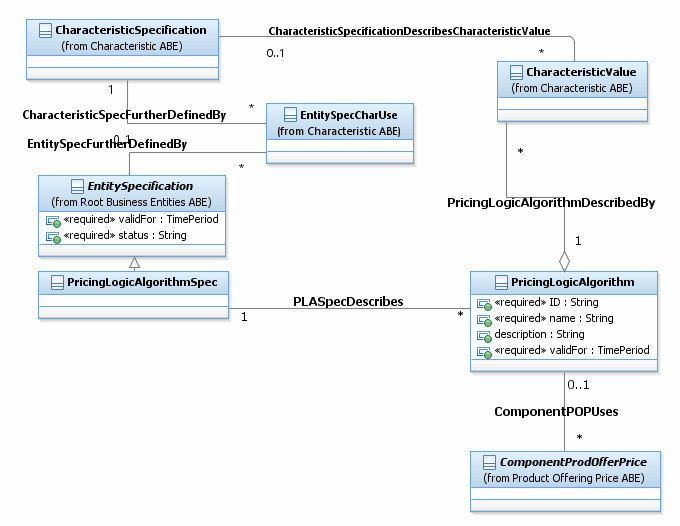 CharacteristicSpecification
(from Characteristic ABE)
CharacteristicSpecificationDescribesCharacteristicValue
0..1
*
CharacteristicValue
(from Characteristic ABE)
1
CharacteristicSpecFurtherDefinedBy
*
EntitySpecCharUse
(from Characteristic ABE)
0..1
EntitySpecFurtherDefinedBy
*
*
EntitySpecification
(from Root Business Entities ABE)
«required» validFor : TimePeriod
«required» status : String
PricingLogicAlgorithmDescribedBy
1
PricingLogicAlgorithmSpec
PLASpecDescribes
1
*
PricingLogicAlgorithm
«required» ID : String
«required» name : String
description : String
«required» validFor : TimePeriod
0..1
ComponentPOPUses
*
ComponentProdOfferPrice
(from Product Offering Price ABE)